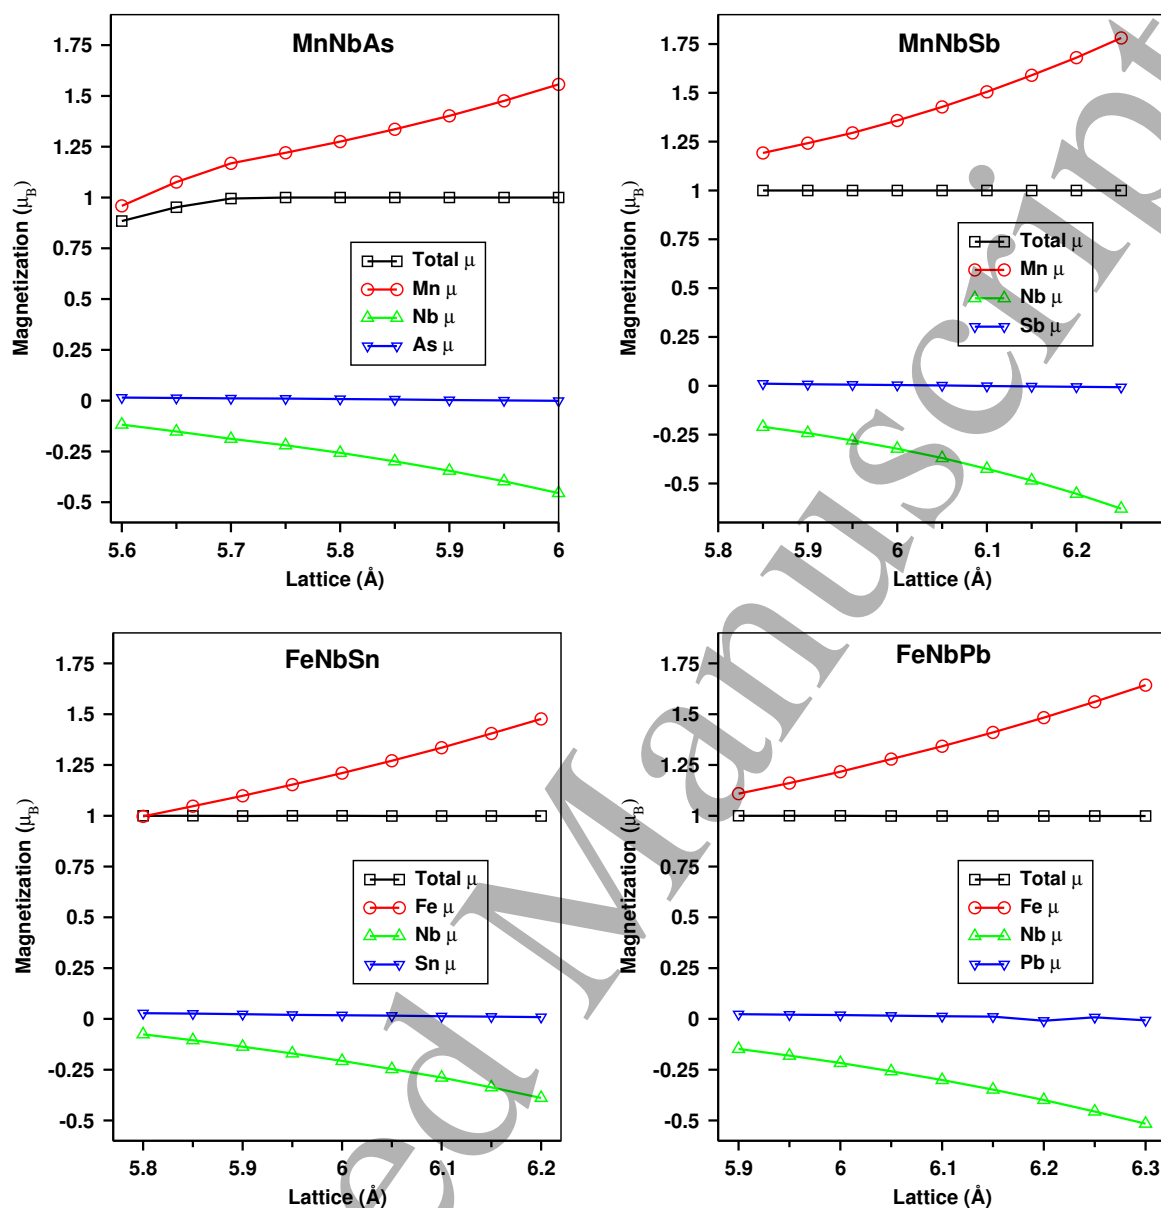 MnNbAs
1.75
1.5
1.25
1
0.75
0.5
0.25
0
-0.25
-0.5
Magnetization (μB)
Total μ
Mn μ
Nb μ
As μ
5.6 5.7 5.8 5.9 6
Lattice (Å)
MnNbSb
1.75
1.5
1.25
1
0.75
0.5
0.25
0
-0.25
-0.5
Magnetization (μB)
Total μ
Mn μ
Nb μ
Sb μ
5.8 5.9 6 6.1 6.2
Lattice (Å)
FeNbSn
1.75
1.5
1.25
1
0.75
0.5
0.25
0
-0.25
-0.5
Magnetization (μB)
Total μ
Fe μ
Nb μ
Sn μ
5.8 5.9 6 6.1 6.2
Lattice (Å)
FeNbPb
1.75
1.5
1.25
1
0.75
0.5
0.25
0
-0.25
-0.5
Magnetization (μB)
Total μ
Fe μ
Nb μ
Pb μ
5.9 6 6.1 6.2 6.3
Lattice (Å)
ed Manuscript